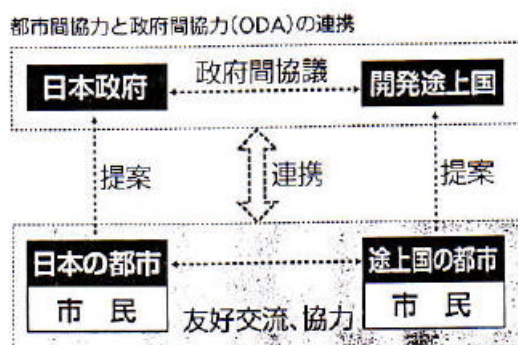 都市間協力と政府間協力(ODA)の連携
日本政府
政府間協議
開発途上国
提案
連携
提案
日本の都市
途上国の都市
市 民
友好交流、協力
市 民